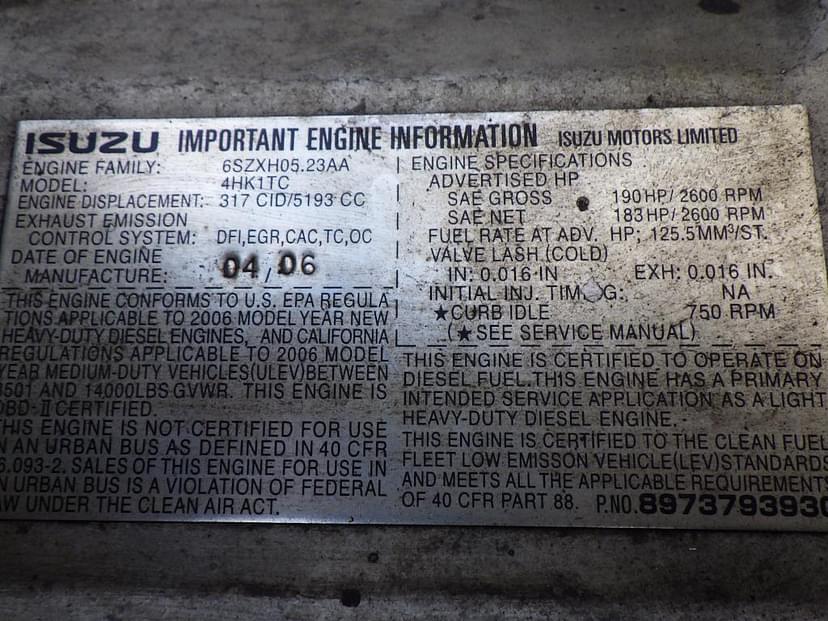 ISUZU IMPORTANT ENGINE INFORMATION ISUZU MOTORS LIMITED
ENGINE FAMILY: 6SZXH05.23AA
MODEL: 4HK1TC
ENGINE DISPLACEMENT: 317 CID/5193 CC
EXHAUST EMISSION
CONTROL SYSTEM: DFI,EGR,CAC,TC,OC
DATE OF ENGINE
MANUFACTURE: 04/06
THIS ENGINE CONFORMS TO U.S. EPA REGULA
TIONS APPLICABLE TO 2006 MODEL YEAR NEW
HEAVY-DUTY DIESEL ENGINES, AND CALIFORNIA
REGULATIONS APPLICABLE TO 2006 MODEL
YEAR MEDIUM-DUTY VEHICLES(ULEV)BETWEEN
8501 AND 14000LBS GVWR. THIS ENGINE IS
OBD-II CERTIFIED.
THIS ENGINE IS NOT CERTIFIED FOR USE
IN AN URBAN BUS AS DEFINED IN 40 CFR
6.093-2. SALES OF THIS ENGINE FOR USE IN
AN URBAN BUS IS A VIOLATION OF FEDERAL
LAW UNDER THE CLEAN AIR ACT.
ENGINE SPECIFICATIONS
ADVERTISED HP
SAE GROSS 190HP/2600 RPM
SAE NET 183HP/2600 RPM
FUEL RATE AT ADV. HP; 125.5MM³/ST.
VALVE LASH (COLD)
IN: 0.016 IN EXH: 0.016 IN.
INITIAL INJ. TIMING: NA
★CURB IDLE 750 RPM
(★SEE SERVICE MANUAL)
THIS ENGINE IS CERTIFIED TO OPERATE ON
DIESEL FUEL.THIS ENGINE HAS A PRIMARY
INTENDED SERVICE APPLICATION AS A LIGHT
HEAVY-DUTY DIESEL ENGINE.
THIS ENGINE IS CERTIFIED TO THE CLEAN FUEL
FLEET LOW EMISSON VEHICLE(LEV)STANDARDS
AND MEETS ALL THE APPLICABLE REQUIREMENTS
OF 40 CFR PART 88. P.NO.8973793930